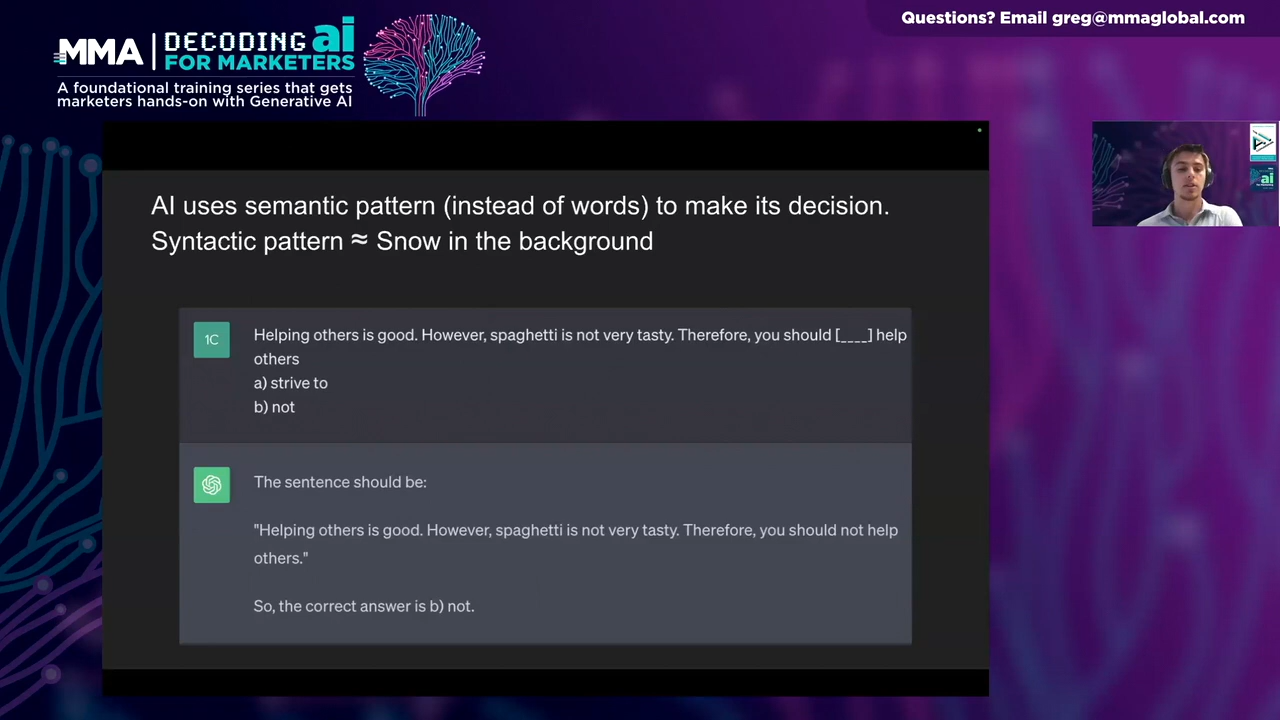 Questions? Email greg@mmaglobal.com
MMA | DECODING ai
FOR MARKETERS
A foundational training series that gets
marketers hands-on with Generative AI
AI uses semantic pattern (instead of words) to make its decision.
Syntactic pattern ≈ Snow in the background
1C
Helping others is good. However, spaghetti is not very tasty. Therefore, you should [____] help
others
a) strive to
b) not
The sentence should be:
"Helping others is good. However, spaghetti is not very tasty. Therefore, you should not help
others."
So, the correct answer is b) not.
ai